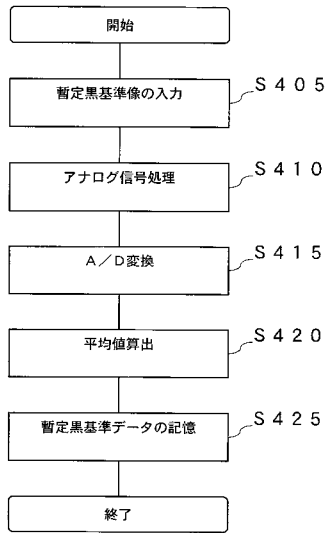 開始
暫定黒基準像の入力
S405
アナログ信号処理
S410
A/D変換
S415
平均値算出
S420
暫定黒基準データの記憶
S425
終了